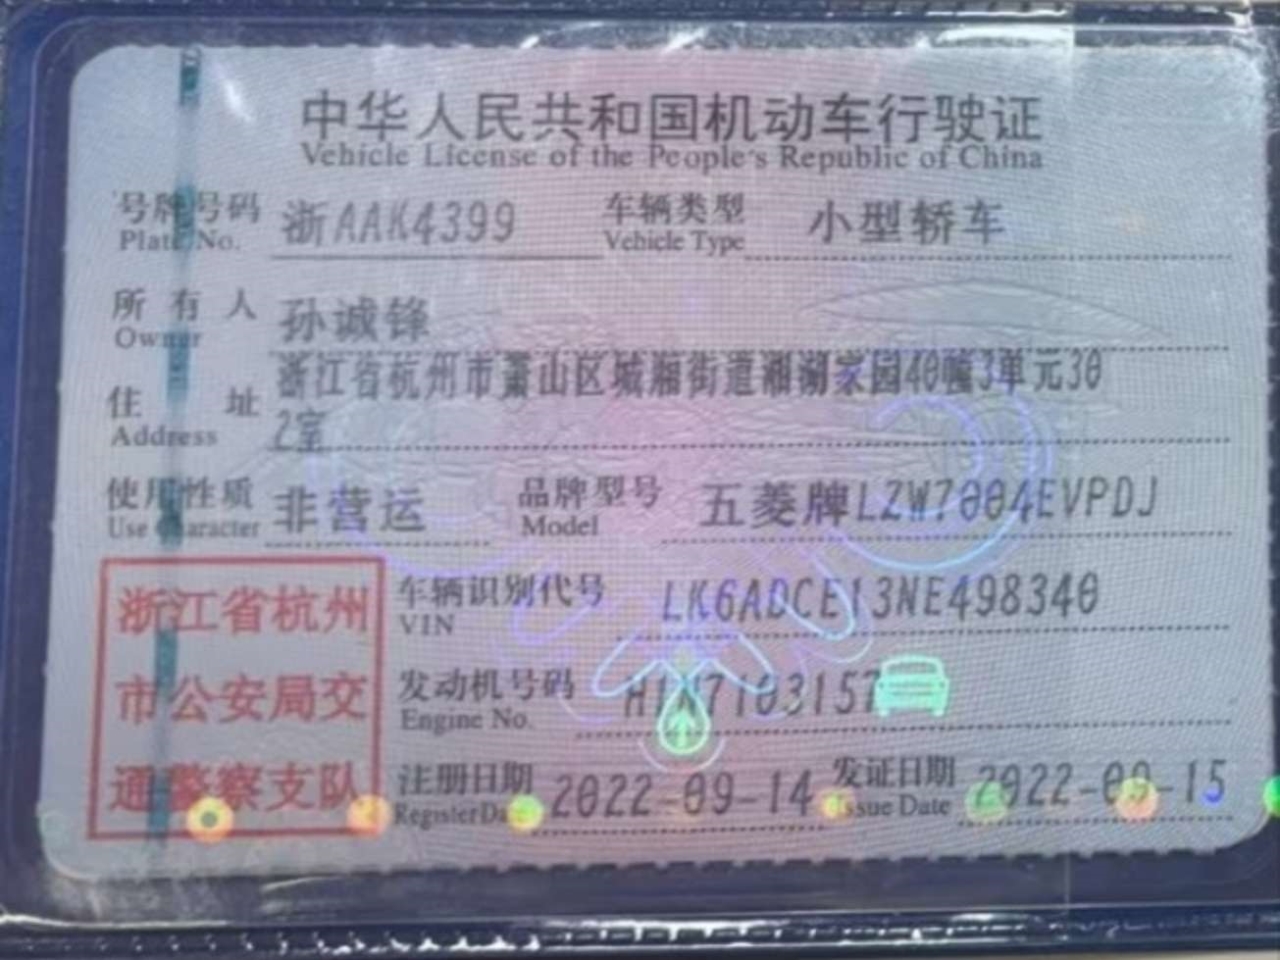 中华人民共和国机动车行驶证
Vehicle License of the People's Republic of China
号牌号码 浙AAK4399 车辆类型 小型轿车
Plate No. Vehicle Type
所有人 孙诚锋
Owner
浙江省杭州市萧山区城厢街道湘湖家园40幢3单元30
住址 2室
Address
使用性质 非营运 品牌型号 五菱牌LZW7004EVPDJ
Use Character Model
浙江省杭州
市公安局交
通警察支队
车辆识别代号 LK6ADCE13NE498340
VIN
发动机号码
Engine No.
注册日期 2022-09-14 发证日期 2022-09-15
Register Date Issue Date